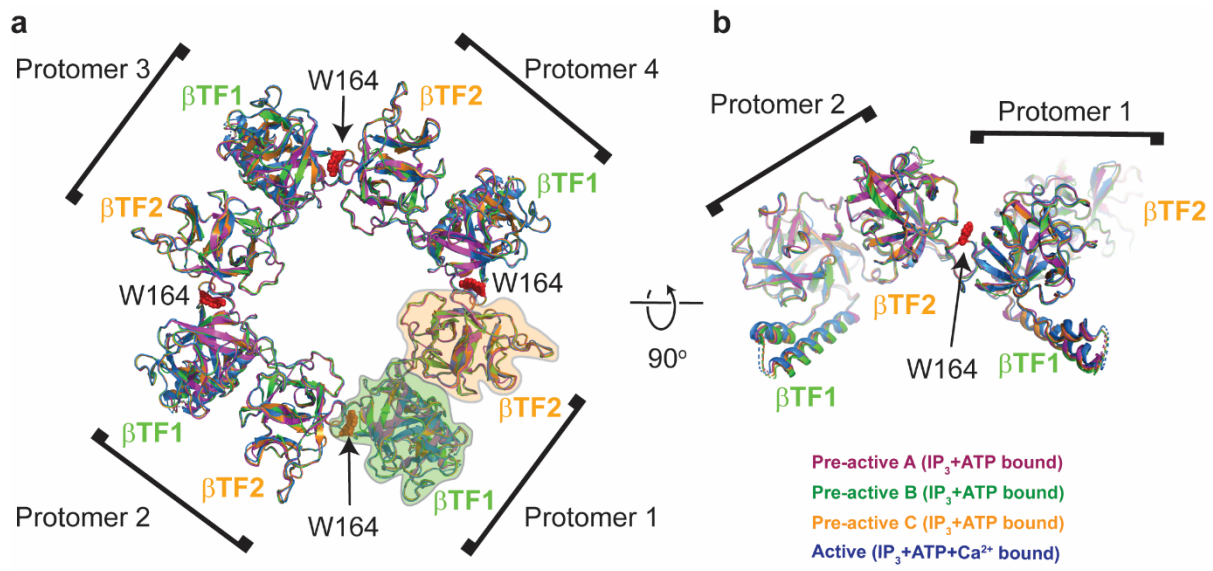 a
Protomer 3
βTF1
W164
βTF2
Protomer 4
βTF1
βTF2
W164
W164
βTF1
βTF2
βTF2
W164
βTF1
Protomer 2
Protomer 1
90°
b
Protomer 2
Protomer 1
βTF2
βTF2
W164
βTF1
βTF1
Pre-active A (IP₃+ATP bound)
Pre-active B (IP₃+ATP bound)
Pre-active C (IP₃+ATP bound)
Active (IP₃+ATP+Ca²⁺ bound)